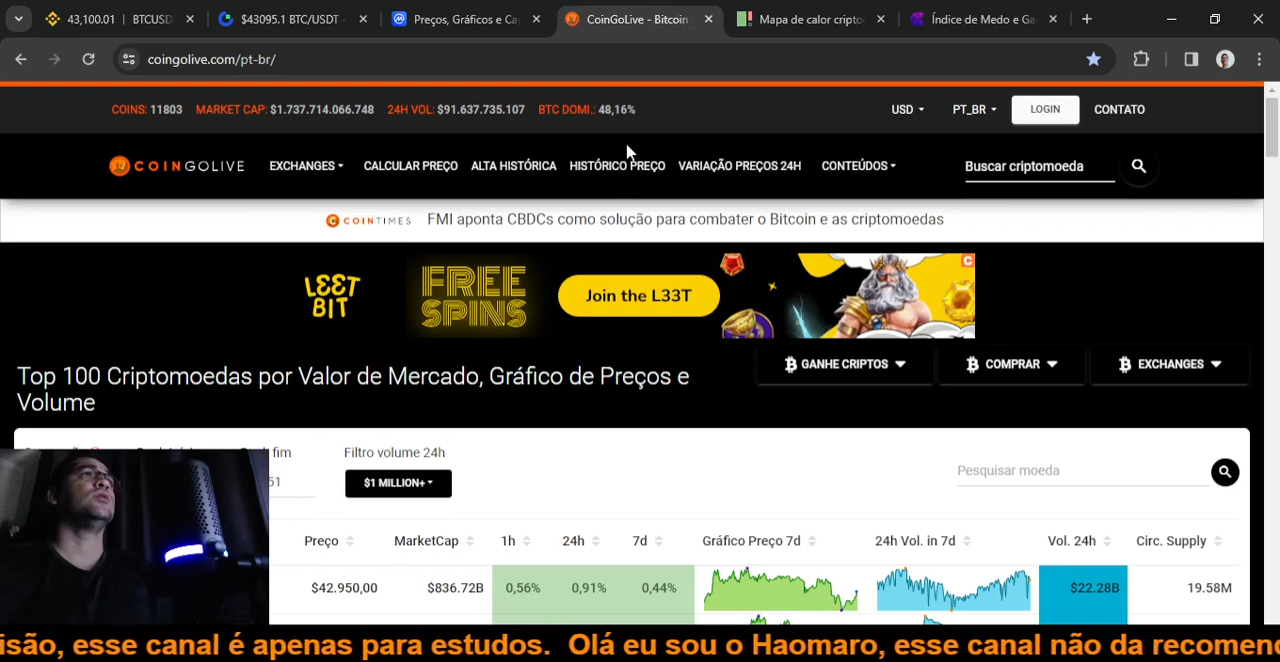 43,100.01 | BTCUSD
$43095.1 BTC/USDT -
Preços, Gráficos e Ca
CoinGoLive - Bitcoin
Mapa de calor cripto
Índice de Medo e Ga
coingolive.com/pt-br/
COINS: 11803 MARKET CAP: $1.737.714.066.748 24H VOL: $91.637.735.107 BTC DOMI.: 48,16%
USD PT_BR LOGIN CONTATO
COINGOLIVE EXCHANGES CALCULAR PREÇO ALTA HISTÓRICA HISTÓRICO PREÇO VARIAÇÃO PREÇOS 24H CONTEÚDOS Buscar criptomoeda
COINTIMES FMI aponta CBDCs como solução para combater o Bitcoin e as criptomoedas
LEET
BIT
FREE
SPINS
Join the L33T
GANHE CRIPTOS COMPRAR EXCHANGES
Top 100 Criptomoedas por Valor de Mercado, Gráfico de Preços e
Volume
fim Filtro volume 24h
51 $1 MILLION+
Pesquisar moeda
Preço MarketCap 1h 24h 7d Gráfico Preço 7d 24h Vol. in 7d Vol. 24h Circ. Supply
$42.950,00 $836.72B 0,56% 0,91% 0,44% $22.28B 19.58M
isão, esse canal é apenas para estudos. Olá eu sou o Haomaro, esse canal não da recomen